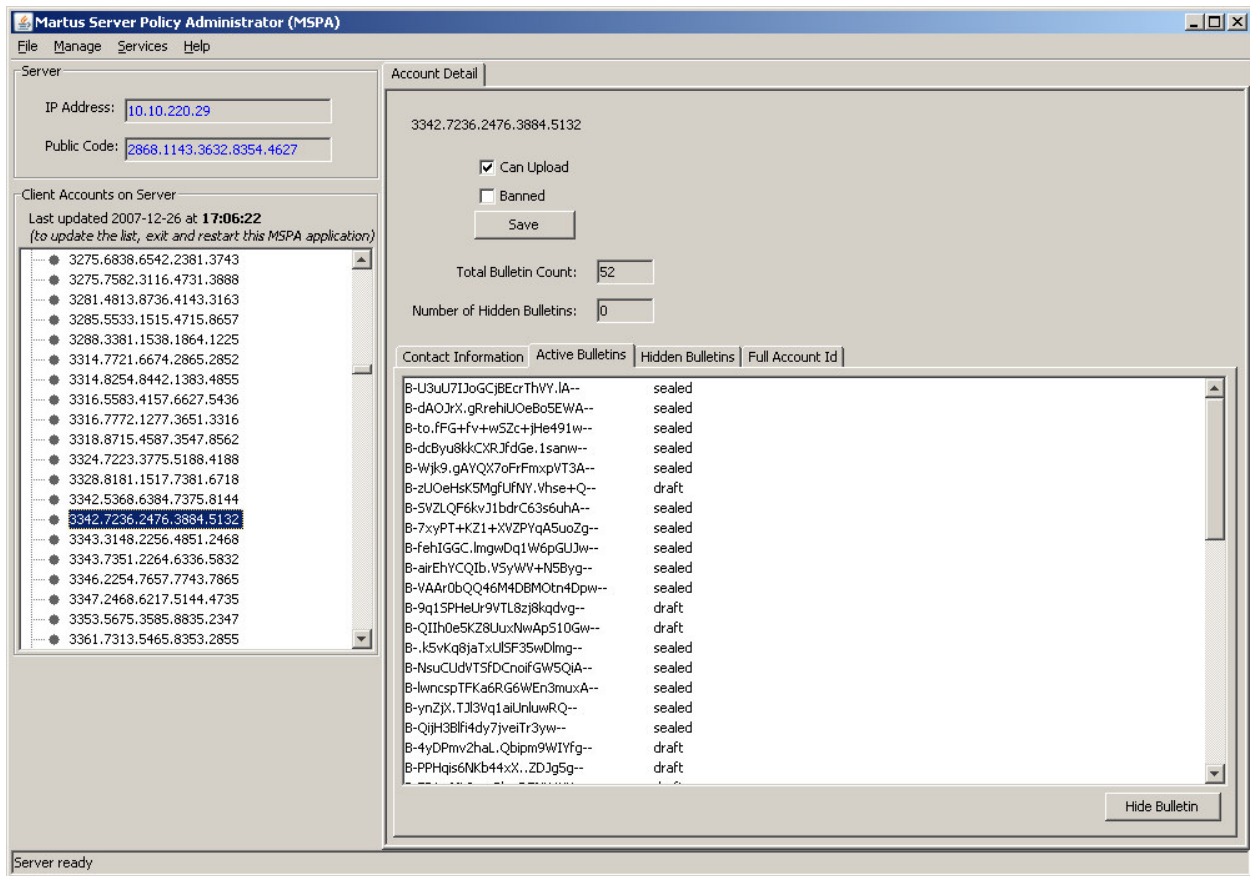 Martus Server Policy Administrator (MSPA)
File Manage Services Help
Server
IP Address: 10.10.220.29
Public Code: 2868.1143.3632.8354.4627
Client Accounts on Server
Last updated 2007-12-26 at 17:06:22
(to update the list, exit and restart this MSPA application)
3275.6838.6542.2381.3743
3275.7582.3116.4731.3888
3281.4813.8736.4143.3163
3285.5533.1515.4715.8657
3288.3381.1538.1864.1225
3314.7721.6674.2865.2852
3314.8254.8442.1383.4855
3316.5583.4157.6627.5436
3316.7772.1277.3651.3316
3318.8715.4587.3547.8562
3324.7223.3775.5188.4188
3328.8181.1517.7381.6718
3342.5368.6384.7375.8144
3342.7236.2476.3884.5132
3343.3148.2256.4851.2468
3343.7351.2264.6336.5832
3346.2254.7657.7743.7865
3347.2468.6217.5144.4735
3353.5675.3585.8835.2347
3361.7313.5465.8353.2855
Account Detail
3342.7236.2476.3884.5132
Can Upload
Banned
Save
Total Bulletin Count: 52
Number of Hidden Bulletins: 0
Contact Information Active Bulletins Hidden Bulletins Full Account Id
B-U3uU7IJoGCjBEcrThVY.lA-- sealed
B-dAOJrX.gRrehiUOeBo5EWA-- sealed
B-to.fFG+fv+wSZc+jHe491w-- sealed
B-dcByu8kkCXRJfdGe.1sanw-- sealed
B-Wjk9.gAYQX7oFrFmxpVT3A-- sealed
B-zUOeHsK5MgfUfNY.Vhse+Q-- draft
B-SVZLQF6kvJ1bdrC63s6uhA-- sealed
B-7xyPT+KZ1+XVZPYqA5uoZg-- sealed
B-fehIGGC.lmgwDq1W6pGUJw-- sealed
B-airEhYCQIb.VSyWV+N5Byg-- sealed
B-VAAr0bQQ46M4DBMOtn4Dpw-- sealed
B-9q1SPHeUr9VTL8zj8kqdvg-- draft
B-QIIh0e5KZ8UuxNwApS10Gw-- draft
B-.k5vKq8jaTxUlSF35wDlmg-- sealed
B-NsuCUdVTSfDCnoifGW5QiA-- sealed
B-lwncspTFKa6RG6WEn3muxA-- sealed
B-ynZjX.TJl3Vq1aiUnluwRQ-- sealed
B-QijH3Blfi4dy7jveiTr3yw-- sealed
B-4yDPmv2haL.Qbipm9WIYfg-- draft
B-PPHqis6NKb44xX..ZDJg5g-- draft
Hide Bulletin
Server ready